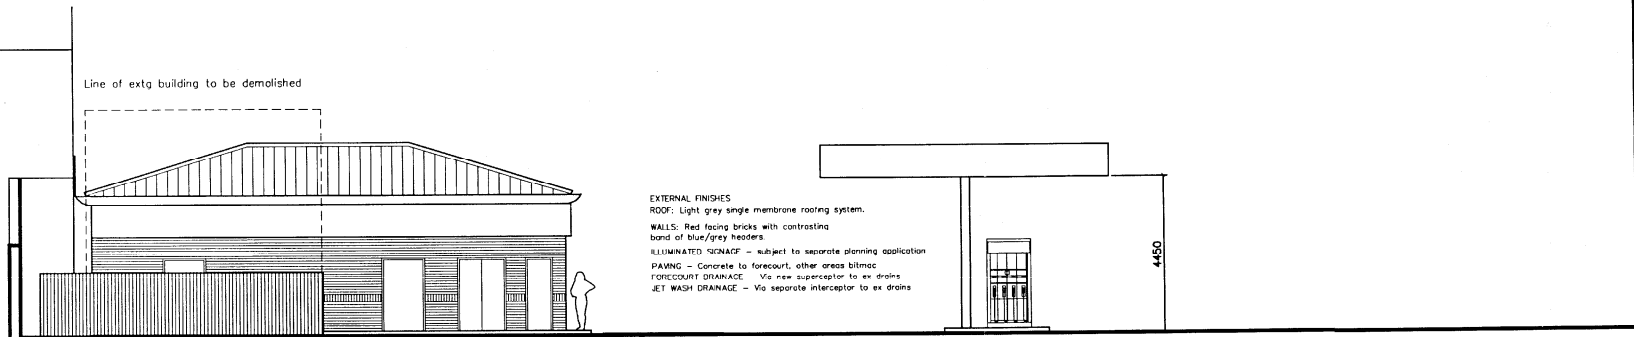 Line of extg building to be demolished
EXTERNAL FINISHES
ROOF: Light grey single membrane roofing system.
WALLS: Red facing bricks with contrasting
band of blue/grey headers.
ILLUMINATED SIGNAGE – subject to separate planning application
PAVING – Concrete to forecourt, other areas bitmac
FORECOURT DRAINAGE Via new superceptor to ex drains
JET WASH DRAINAGE – Via separate interceptor to ex drains
4450